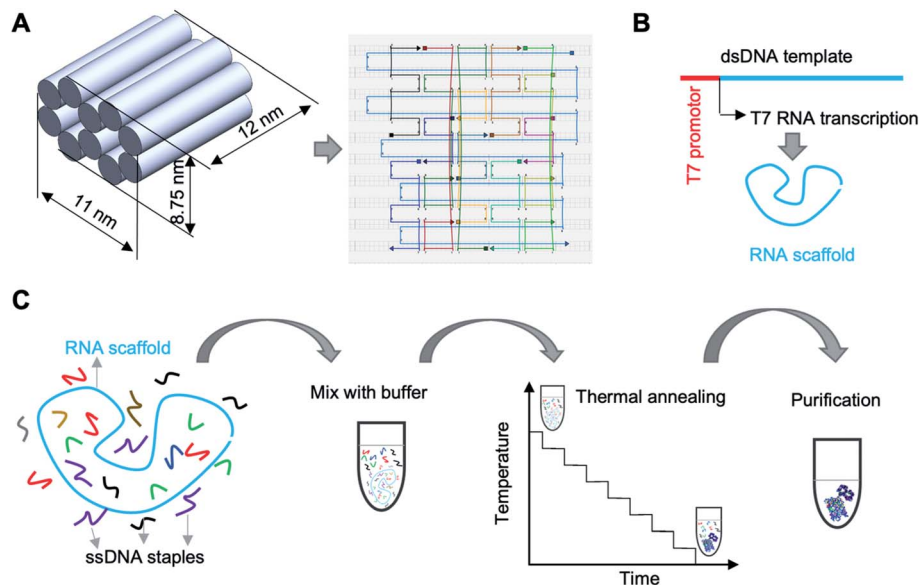 A
12 nm
8.75 nm
11 nm
B
dsDNA template
T7 promotor
T7 RNA transcription
RNA scaffold
C
RNA scaffold
ssDNA staples
Mix with buffer
Thermal annealing
Temperature
Time
Purification